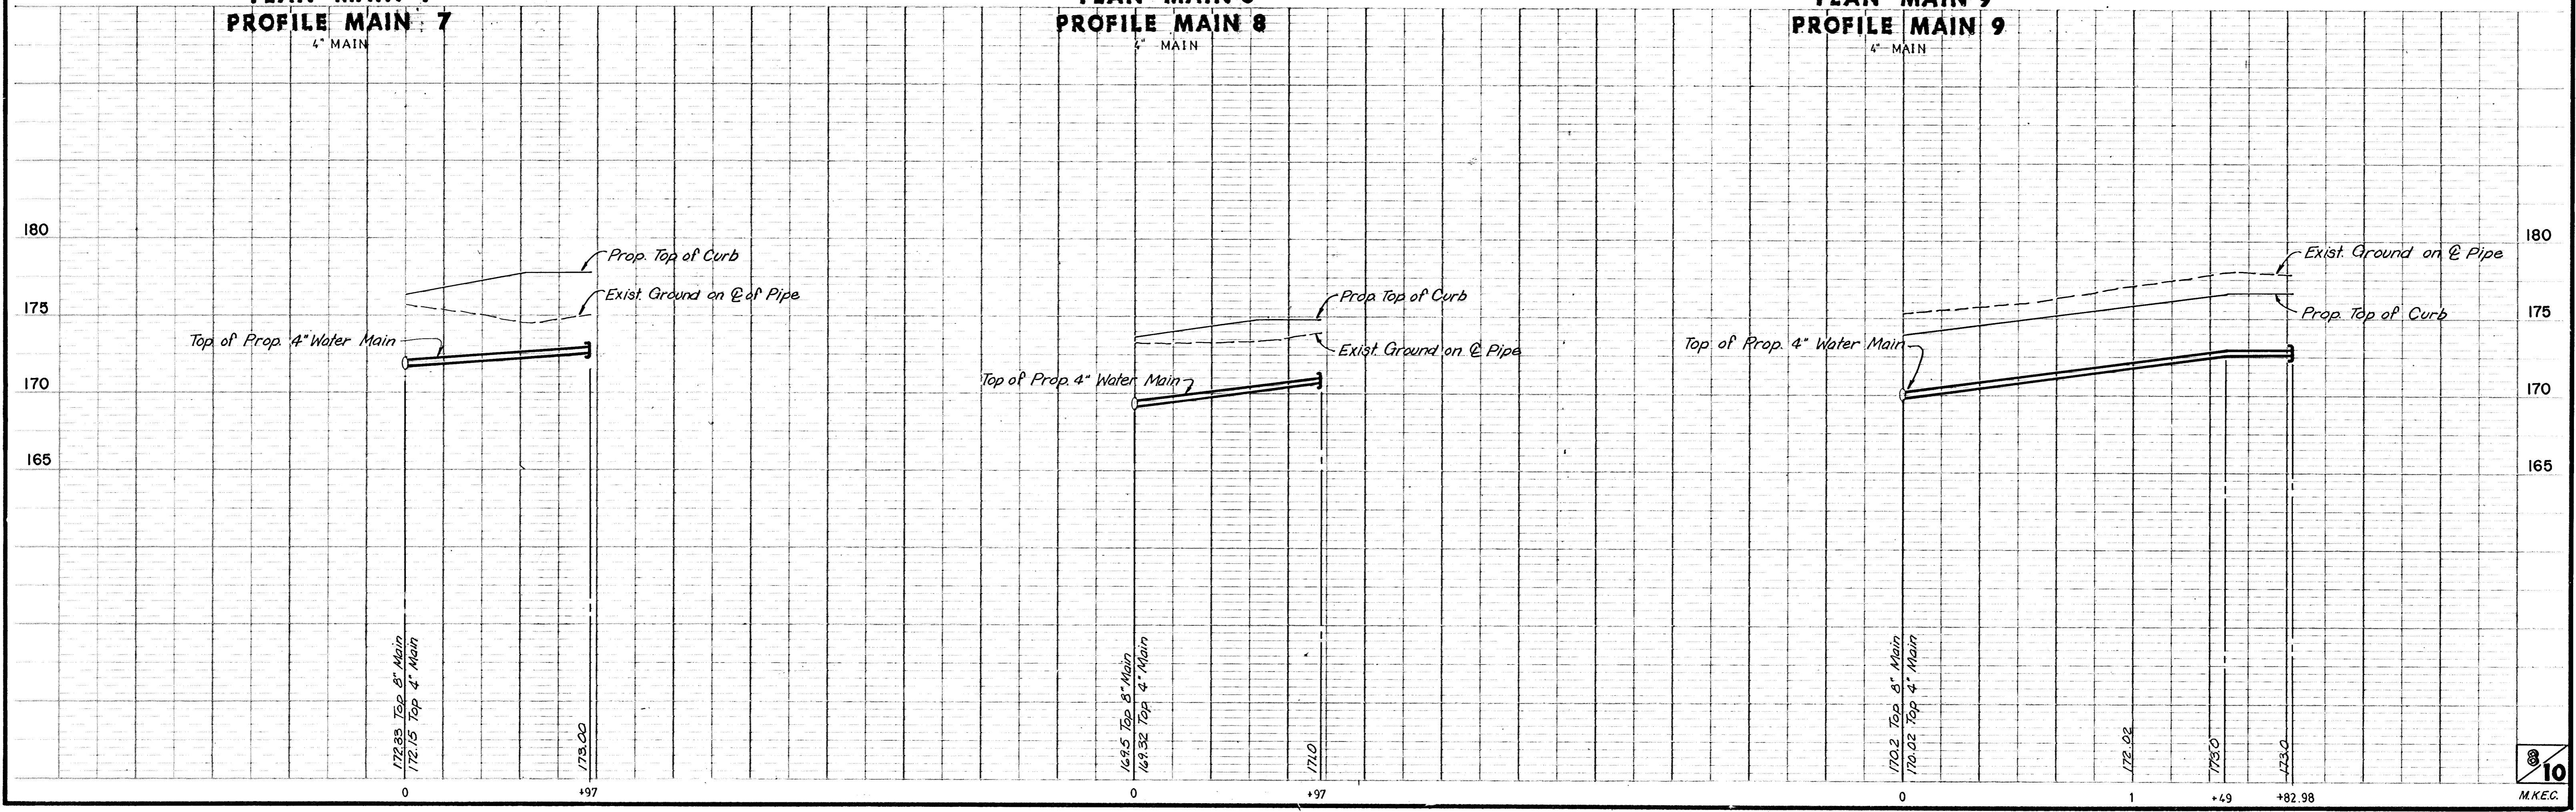 PROFILE MAIN 7
4" MAIN
PROFILE MAIN 8
4" MAIN
PLAN MAIN 9
PROFILE MAIN 9
4" MAIN
180
175
170
165
Prop. Top of Curb
Exist. Ground on ℄ of Pipe
Top of Prop. 4" Water Main
172.33 Top 8" Main
172.15 Top 4" Main
173.00
0
+97
Prop. Top of Curb
Exist. Ground on ℄ Pipe
Top of Prop. 4" Water Main
169.5 Top 8" Main
169.32 Top 4" Main
171.0
0
+97
Exist. Ground on ℄ Pipe
Prop. Top of Curb
Top of Prop. 4" Water Main
170.2 Top 8" Main
170.02 Top 4" Main
172.02
173.0
173.0
0
1
+49
+82.98
180
175
170
165
8/10
M.K.E.C.